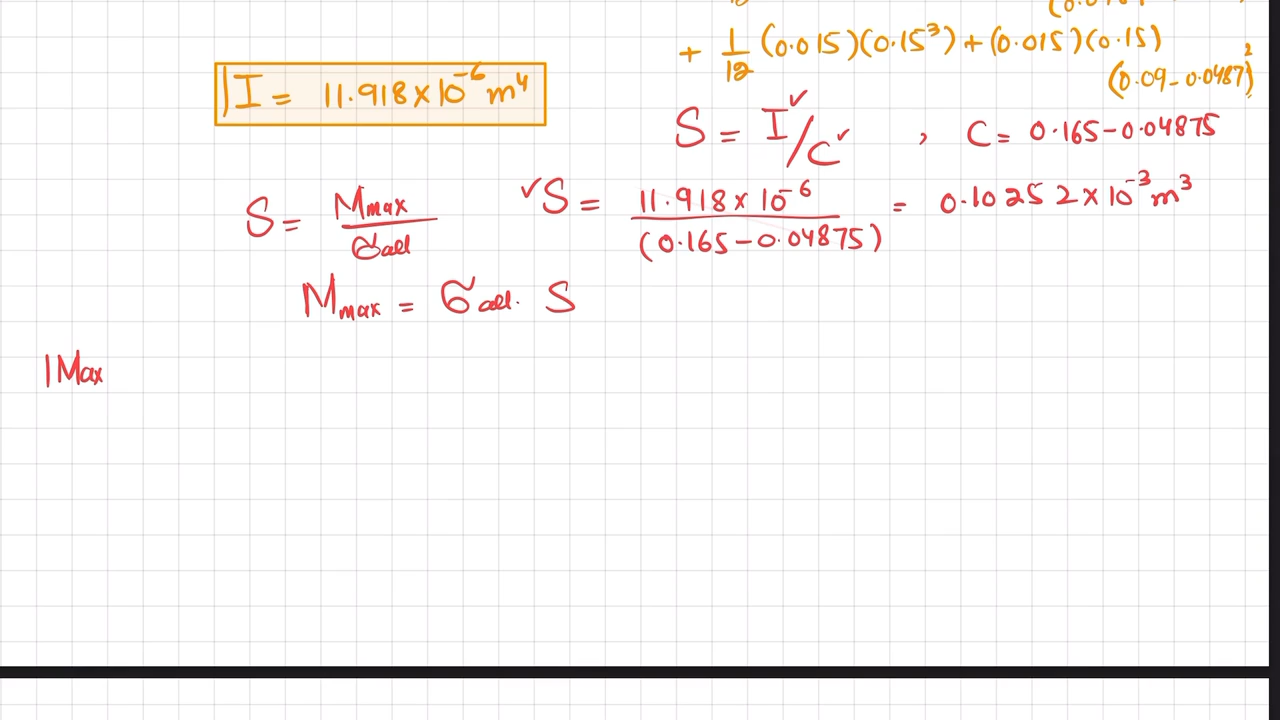 + 1/12 (0.015)(0.15³) + (0.015)(0.15)
(0.09 - 0.0487)²
I = 11.918 × 10⁻⁶ m⁴
S = I/C , C = 0.165 - 0.04875
S = Mmax/σall
✓S = 11.918 × 10⁻⁶/(0.165 - 0.04875) = 0.10252 × 10⁻³ m³
Mmax = σall. S
|Max